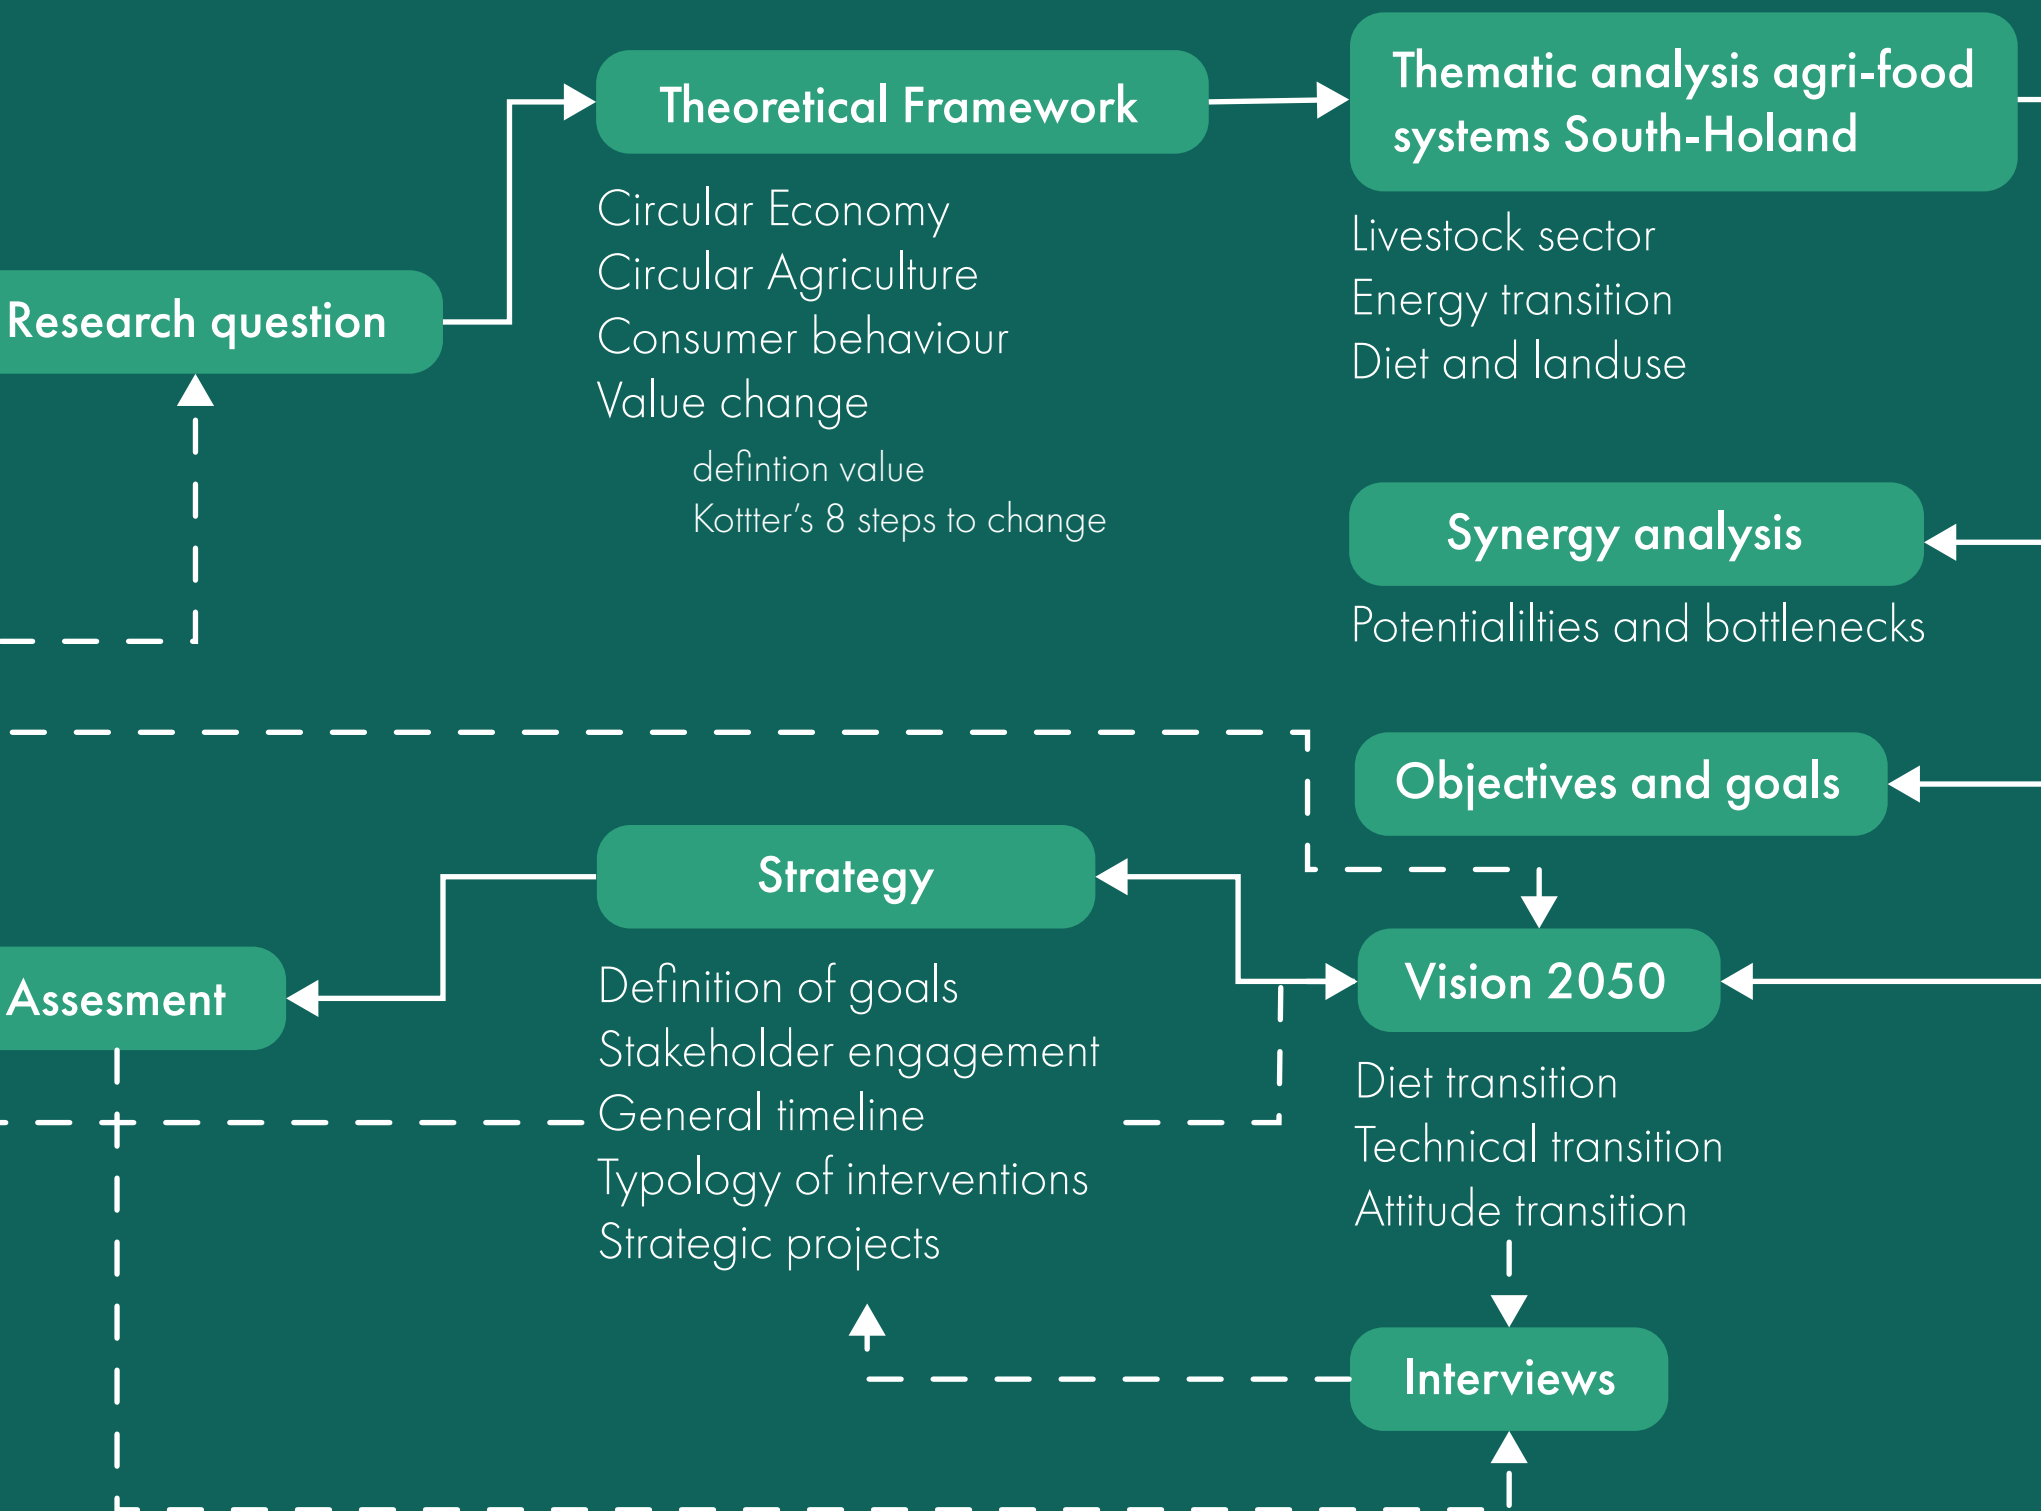 Research question
Theoretical Framework
Circular Economy
Circular Agriculture
Consumer behaviour
Value change
defintion value
Kottter's 8 steps to change
Thematic analysis agri-food
systems South-Holand
Livestock sector
Energy transition
Diet and landuse
Synergy analysis
Potentialilties and bottlenecks
Objectives and goals
Vision 2050
Diet transition
Technical transition
Attitude transition
Interviews
Strategy
Definition of goals
Stakeholder engagement
General timeline
Typology of interventions
Strategic projects
Assesment